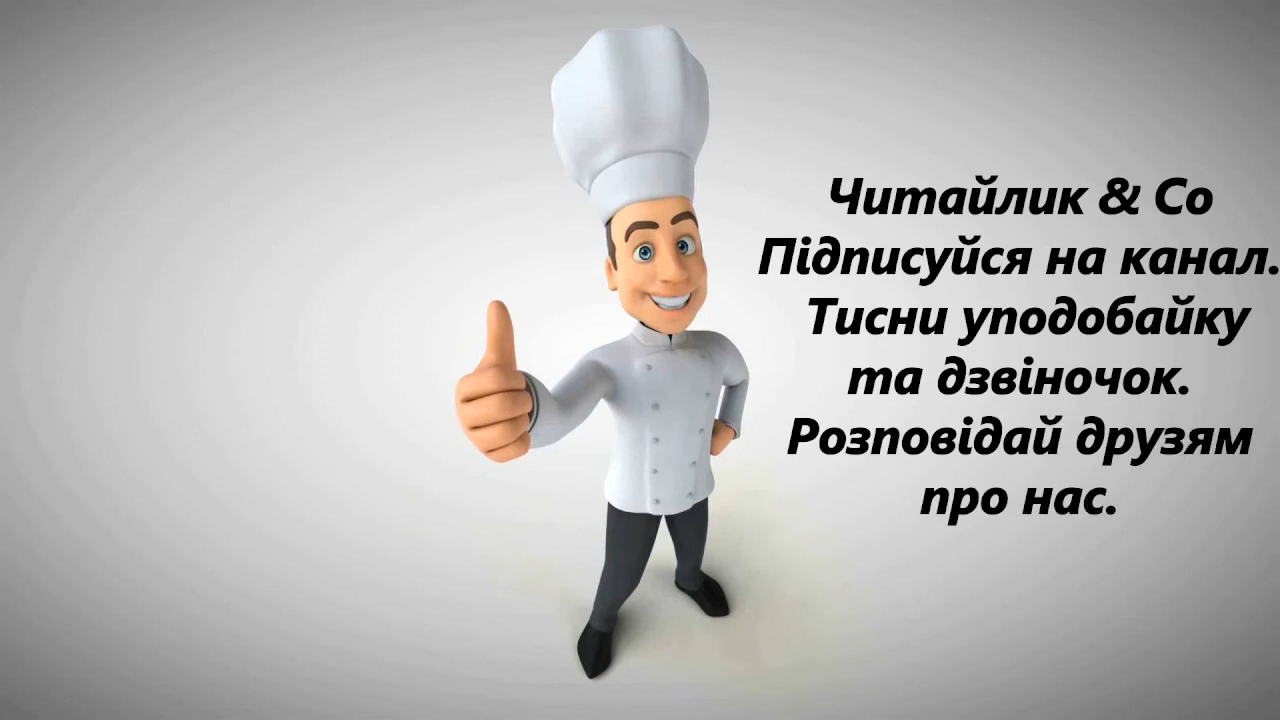 Читайлик & Co
Підписуйся на канал.
Тисни уподобайку
та дзвіночок.
Розповідай друзям
про нас.